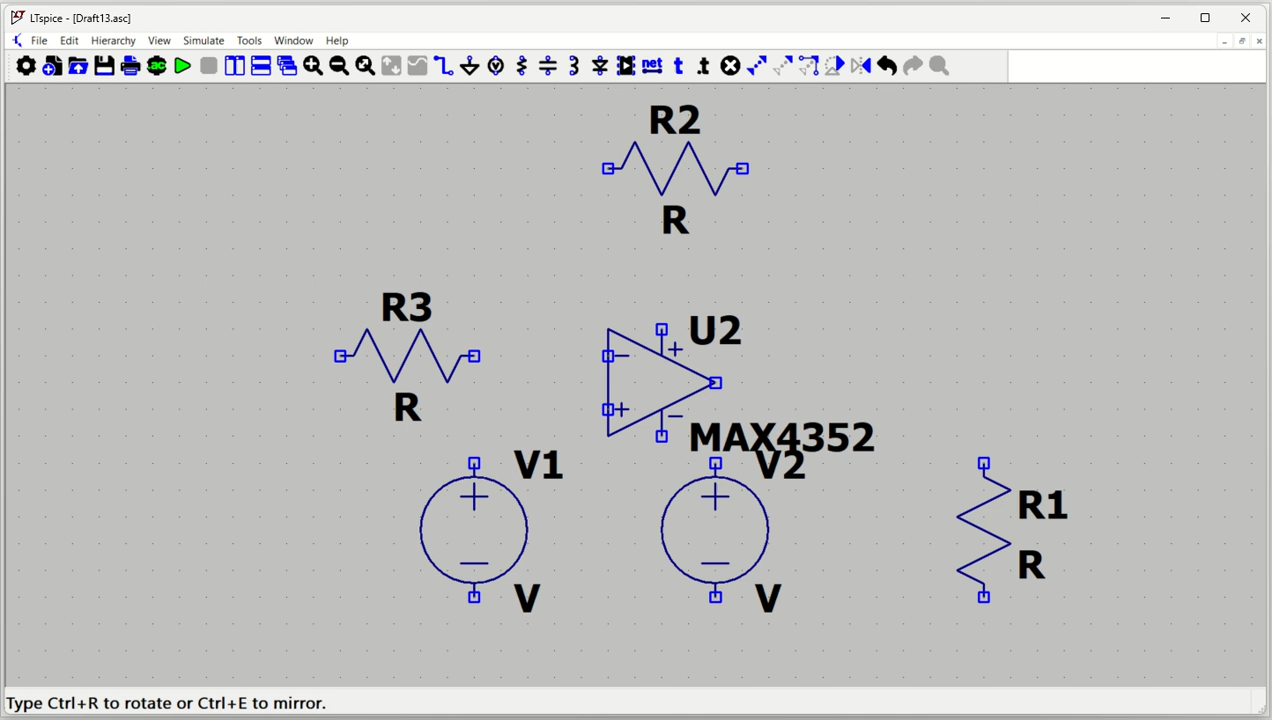 LTspice - [Draft13.asc]
File Edit Hierarchy View Simulate Tools Window Help
.ac net t .t
R2
R
R3
R
U2
MAX4352
V1
V
V2
V
R1
R
Type Ctrl+R to rotate or Ctrl+E to mirror.